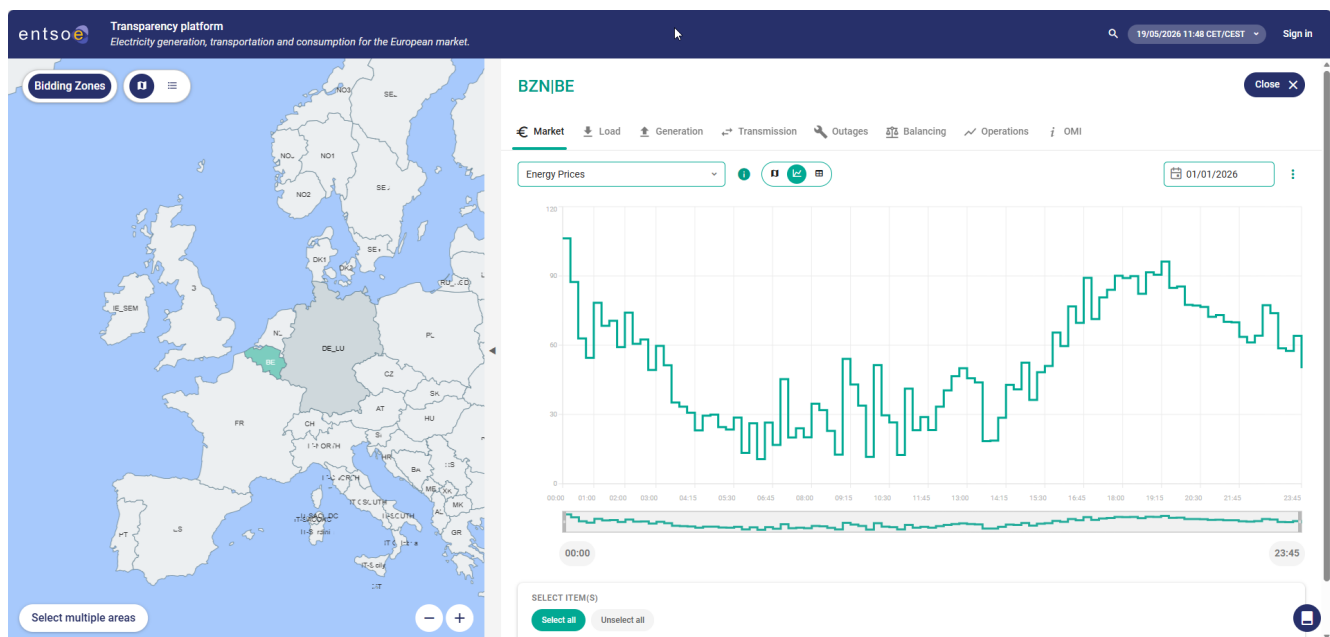 entsoe
Transparency platform
Electricity generation, transportation and consumption for the European market.
19/05/2026 11:48 CET/CEST
Sign in
Bidding Zones
NO3
SE
NO
NO1
NO2
SE
SE
DK1
DK2
IE_SEM
DE_LU
PL
BE
CZ
SK
FR
CH
AT
HU
HR
BA
MK
AL
GR
Select multiple areas
BZN|BE
Close
€ Market
Load
Generation
Transmission
Outages
Balancing
Operations
i OMI
Energy Prices
01/01/2026
120
90
60
30
0
00:00 01:00 02:00 03:00 04:15 05:30 06:45 08:00 09:15 10:30 11:45 13:00 14:15 15:30 16:45 18:00 19:15 20:30 21:45 23:45
00:00
23:45
SELECT ITEM(S)
Select all
Unselect all